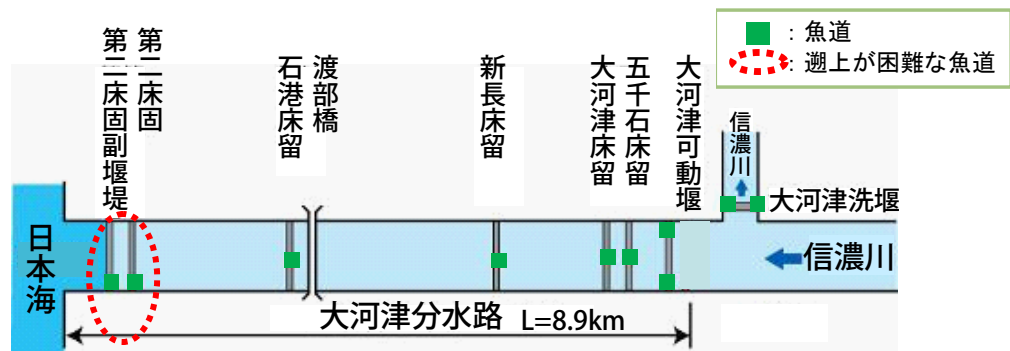 ：魚道
：遡上が困難な魚道
第二床固副堰堤
第二床固
石港床留
渡部橋
新長床留
大河津床留
五千石床留
大河津可動堰
信濃川
大河津洗堰
日本海
信濃川
大河津分水路 L=8.9km